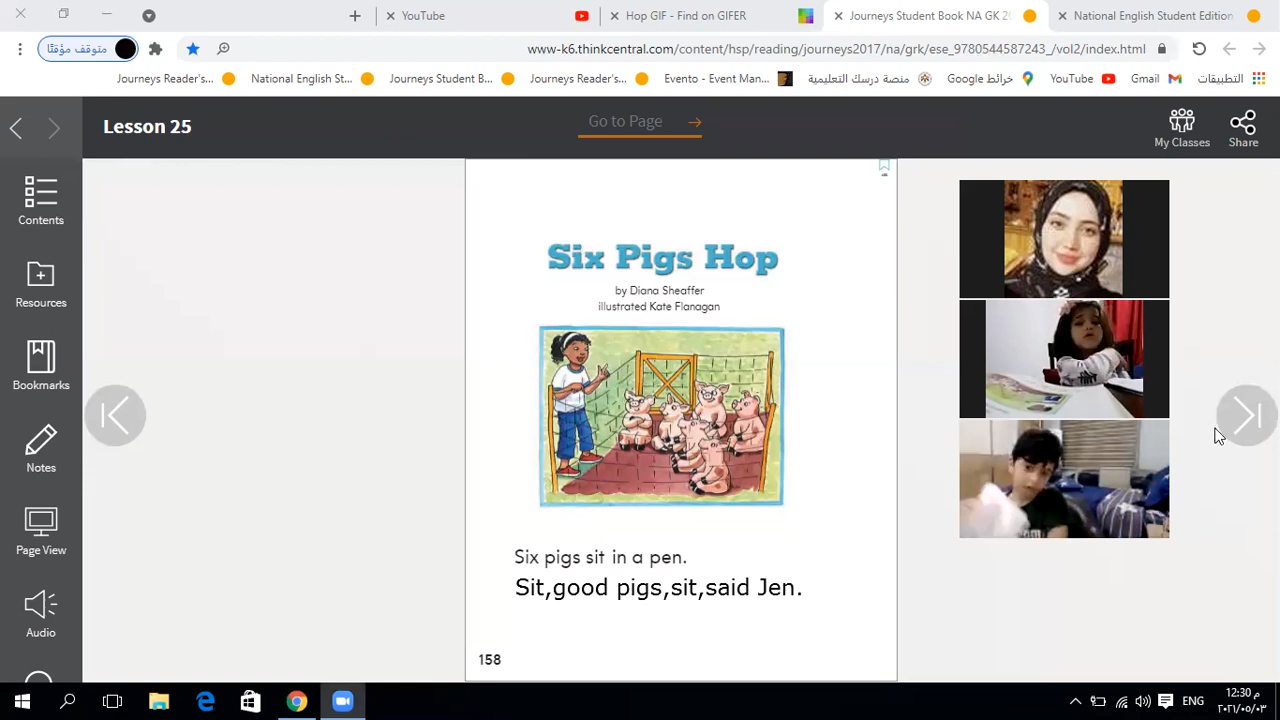 YouTube
Hop GIF - Find on GIFER
Journeys Student Book NA GK 20
National English Student Edition
متوقف مؤقتًا
www-k6.thinkcentral.com/content/hsp/reading/journeys2017/na/grk/ese_9780544587243_/vol2/index.html
Journeys Reader's...
National English St...
Journeys Student B...
Journeys Reader's...
Evento - Event Man...
منصة درسك التعليمية
خرائط Google
YouTube
Gmail
التطبيقات
Lesson 25
Go to Page
My Classes
Share
Contents
Resources
Bookmarks
Notes
Page View
Audio
Six Pigs Hop
by Diana Sheaffer
illustrated Kate Flanagan
Six pigs sit in a pen.
Sit,good pigs,sit,said Jen.
158
ENG
12:30 م
٢٠٢١/٠٥/٠٣